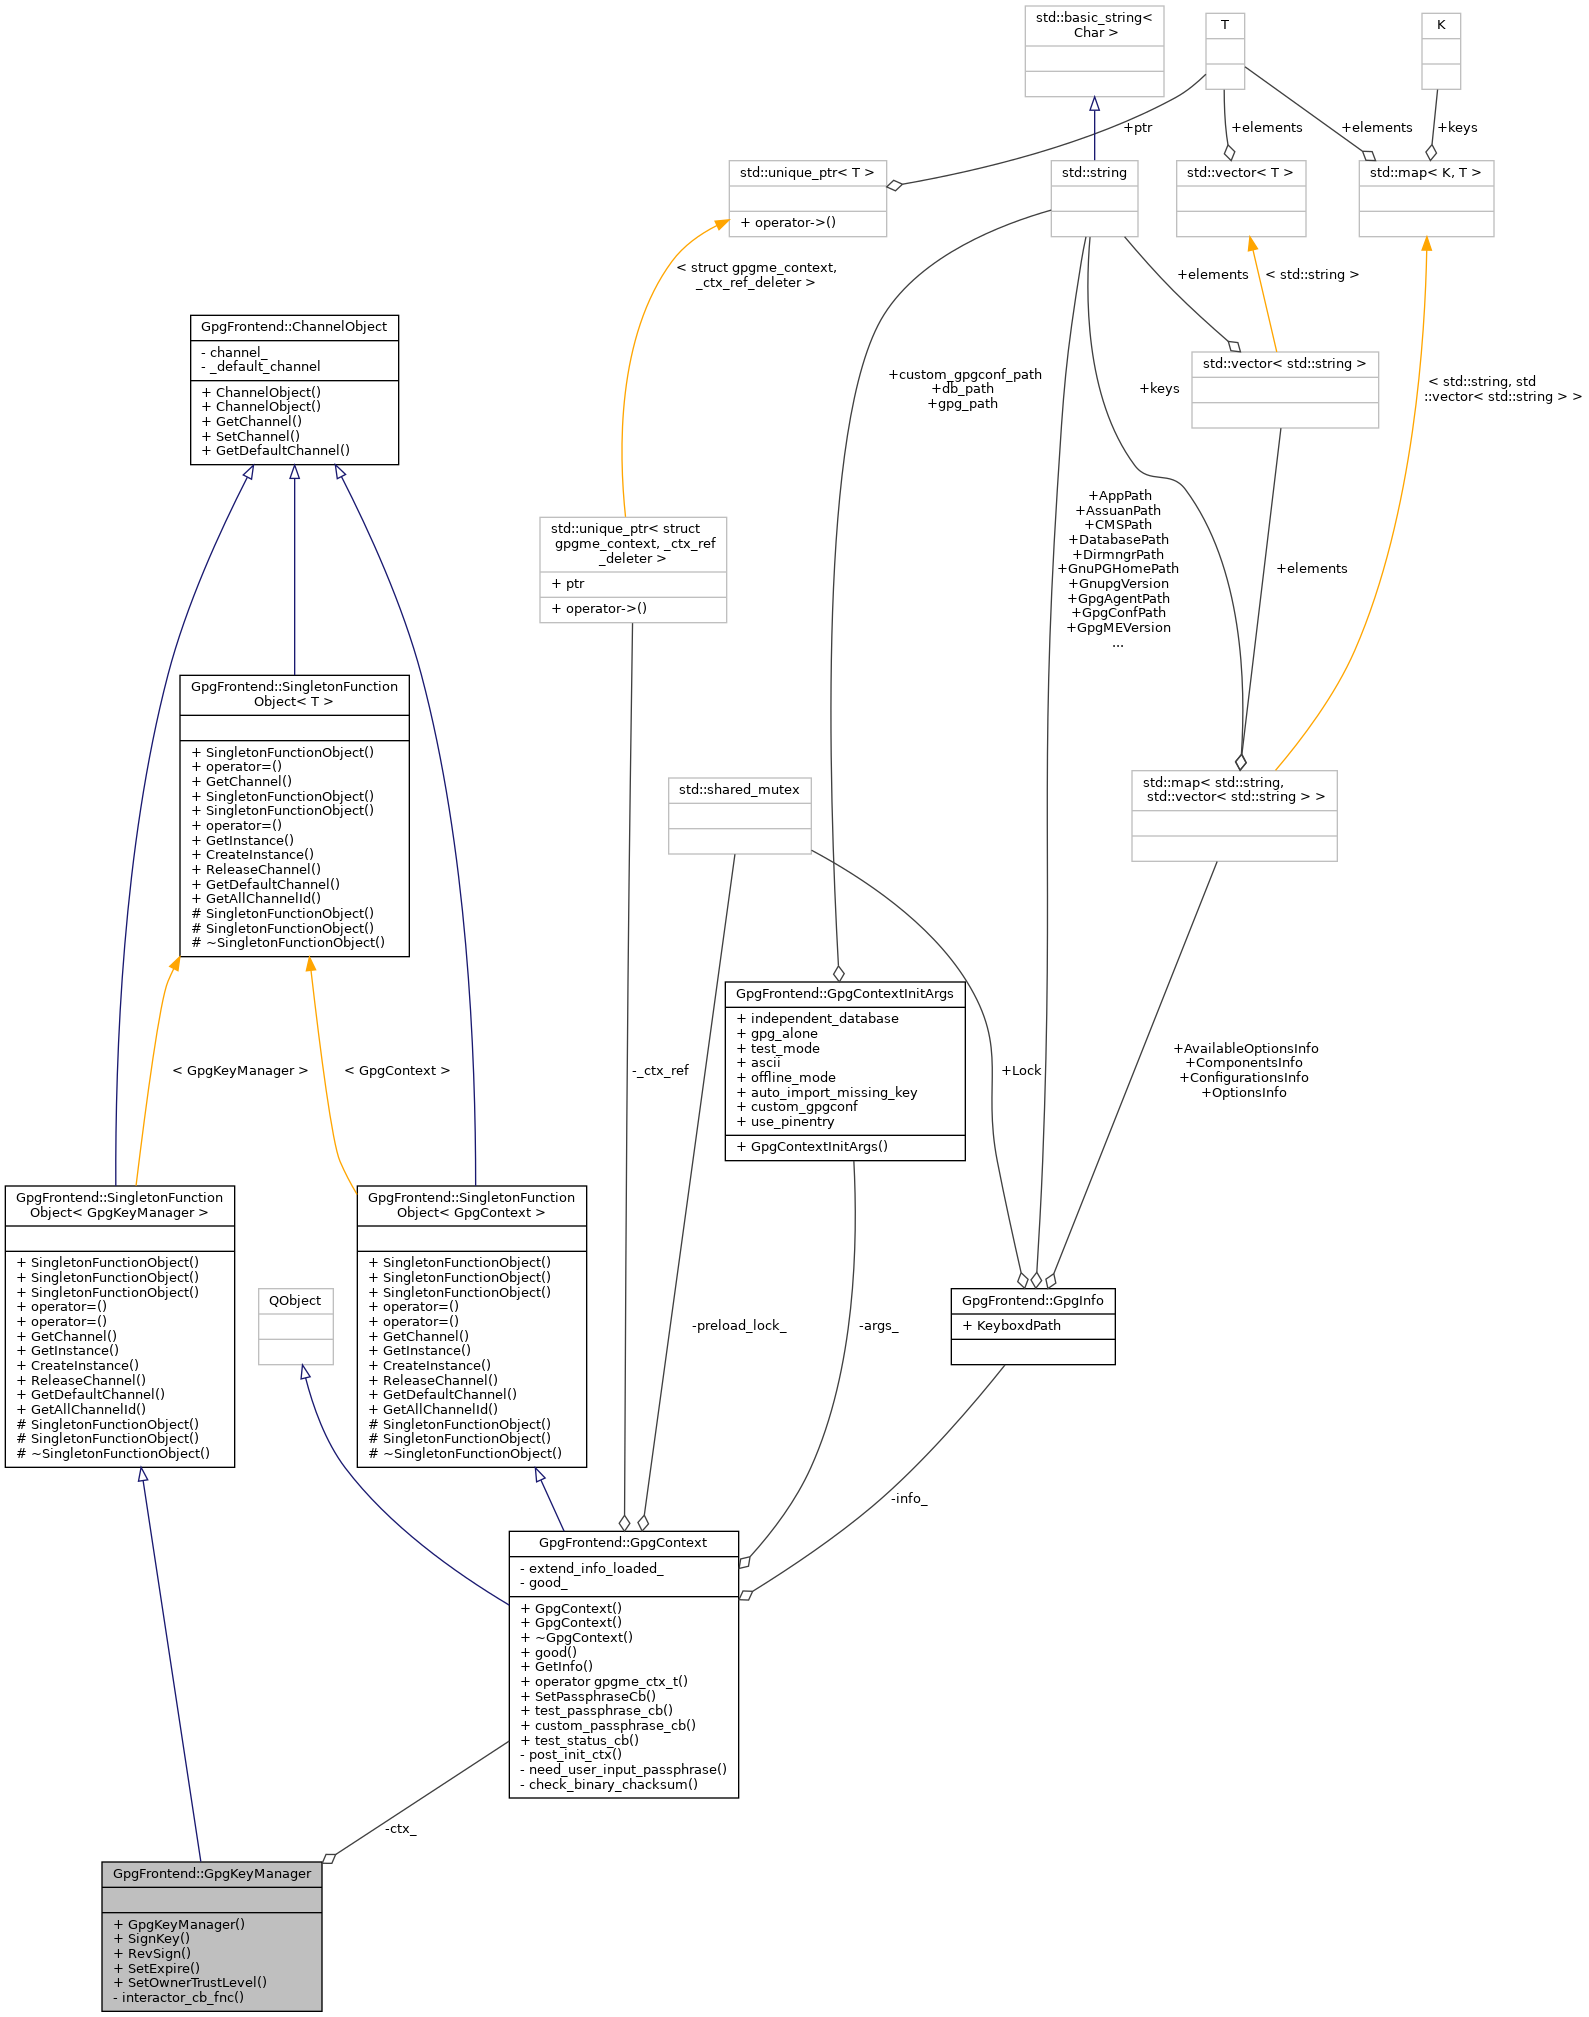 std::basic_string<
Char >
T
K
+ptr
+elements
+elements
+keys
std::unique_ptr< T >
+ operator->()
std::string
std::vector< T >
std::map< K, T >
< struct gpgme_context,
_ctx_ref_deleter >
+elements
< std::string >
GpgFrontend::ChannelObject
- channel_
- _default_channel
+ ChannelObject()
+ ChannelObject()
+ GetChannel()
+ SetChannel()
+ GetDefaultChannel()
+custom_gpgconf_path
+db_path
+gpg_path
+keys
std::vector< std::string >
< std::string, std
::vector< std::string > >
std::unique_ptr< struct
gpgme_context, _ctx_ref
_deleter >
+ ptr
+ operator->()
+AppPath
+AssuanPath
+CMSPath
+DatabasePath
+DirmngrPath
+GnuPGHomePath
+GnupgVersion
+GpgAgentPath
+GpgConfPath
+GpgMEVersion
...
+elements
GpgFrontend::SingletonFunction
Object< T >
+ SingletonFunctionObject()
+ operator=()
+ GetChannel()
+ SingletonFunctionObject()
+ SingletonFunctionObject()
+ operator=()
+ GetInstance()
+ CreateInstance()
+ ReleaseChannel()
+ GetDefaultChannel()
+ GetAllChannelId()
# SingletonFunctionObject()
# SingletonFunctionObject()
# ~SingletonFunctionObject()
std::shared_mutex
std::map< std::string,
std::vector< std::string > >
GpgFrontend::GpgContextInitArgs
+ independent_database
+ gpg_alone
+ test_mode
+ ascii
+ offline_mode
+ auto_import_missing_key
+ custom_gpgconf
+ use_pinentry
+ GpgContextInitArgs()
< GpgKeyManager >
< GpgContext >
-_ctx_ref
+Lock
+AvailableOptionsInfo
+ComponentsInfo
+ConfigurationsInfo
+OptionsInfo
GpgFrontend::SingletonFunction
Object< GpgKeyManager >
+ SingletonFunctionObject()
+ SingletonFunctionObject()
+ SingletonFunctionObject()
+ operator=()
+ operator=()
+ GetChannel()
+ GetInstance()
+ CreateInstance()
+ ReleaseChannel()
+ GetDefaultChannel()
+ GetAllChannelId()
# SingletonFunctionObject()
# SingletonFunctionObject()
# ~SingletonFunctionObject()
QObject
GpgFrontend::SingletonFunction
Object< GpgContext >
+ SingletonFunctionObject()
+ SingletonFunctionObject()
+ SingletonFunctionObject()
+ operator=()
+ operator=()
+ GetChannel()
+ GetInstance()
+ CreateInstance()
+ ReleaseChannel()
+ GetDefaultChannel()
+ GetAllChannelId()
# SingletonFunctionObject()
# SingletonFunctionObject()
# ~SingletonFunctionObject()
-preload_lock_
-args_
GpgFrontend::GpgInfo
+ KeyboxdPath
-info_
GpgFrontend::GpgContext
- extend_info_loaded_
- good_
+ GpgContext()
+ GpgContext()
+ ~GpgContext()
+ good()
+ GetInfo()
+ operator gpgme_ctx_t()
+ SetPassphraseCb()
+ test_passphrase_cb()
+ custom_passphrase_cb()
+ test_status_cb()
- post_init_ctx()
- need_user_input_passphrase()
- check_binary_chacksum()
-ctx_
GpgFrontend::GpgKeyManager
+ GpgKeyManager()
+ SignKey()
+ RevSign()
+ SetExpire()
+ SetOwnerTrustLevel()
- interactor_cb_fnc()